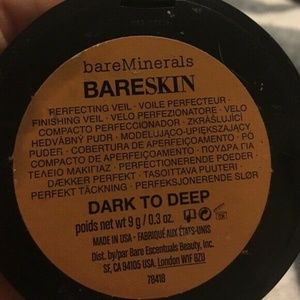 bareMinerals
BARESKIN
PERFECTING VEIL · VOILE PERFECTEUR ·
FINISHING VEIL · VELO PERFEZIONATORE · VELO
COMPACTO PERFECCIONADOR · SKIMRANDE
HEDVÁBNÝ PUDR · MODELUJĄCO-UPIĘKSZAJĄCY
PUDER · COBERTURA DE APERFEIÇOAMENTO · PÓ
COMPACTO DE APERFEIÇOAMENTO · ΠΟΥΔΡΑ ΓΙΑ
ΤΕΛΕΙΟ ΜΑΚΙΓΙΑΖ · PERFECTIONERENDE POEDER ·
DÆKKER PERFEKT · TASOITTAVA PUUTERI ·
PERFEKT TÄCKNING · PERFEKSJONERENDE SLØR
DARK TO DEEP
poids net wt 9 g / 0.3 oz.
MADE IN USA · FABRIQUÉ AUX ÉTATS-UNIS
Dist. by/par Bare Escentuals Beauty, Inc.
SF, CA 94105 USA. London W1F 9ZU
78418